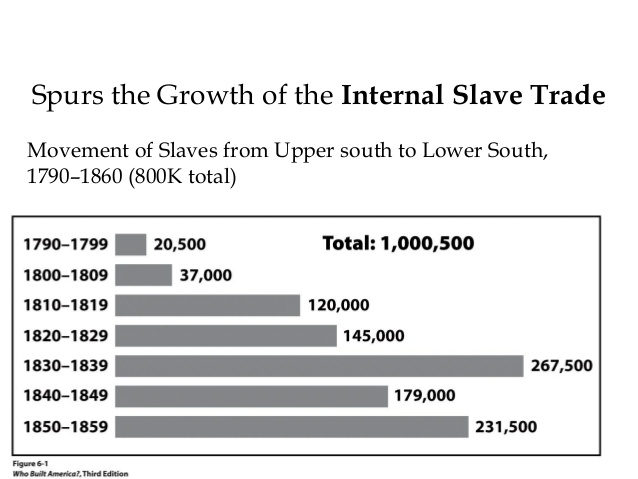 Spurs the Growth of the Internal Slave Trade
Movement of Slaves from Upper south to Lower South,
1790–1860 (800K total)
1790–1799 20,500 Total: 1,000,500
1800–1809 37,000
1810–1819 120,000
1820–1829 145,000
1830–1839 267,500
1840–1849 179,000
1850–1859 231,500
Figure 6-1
Who Built America?, Third Edition